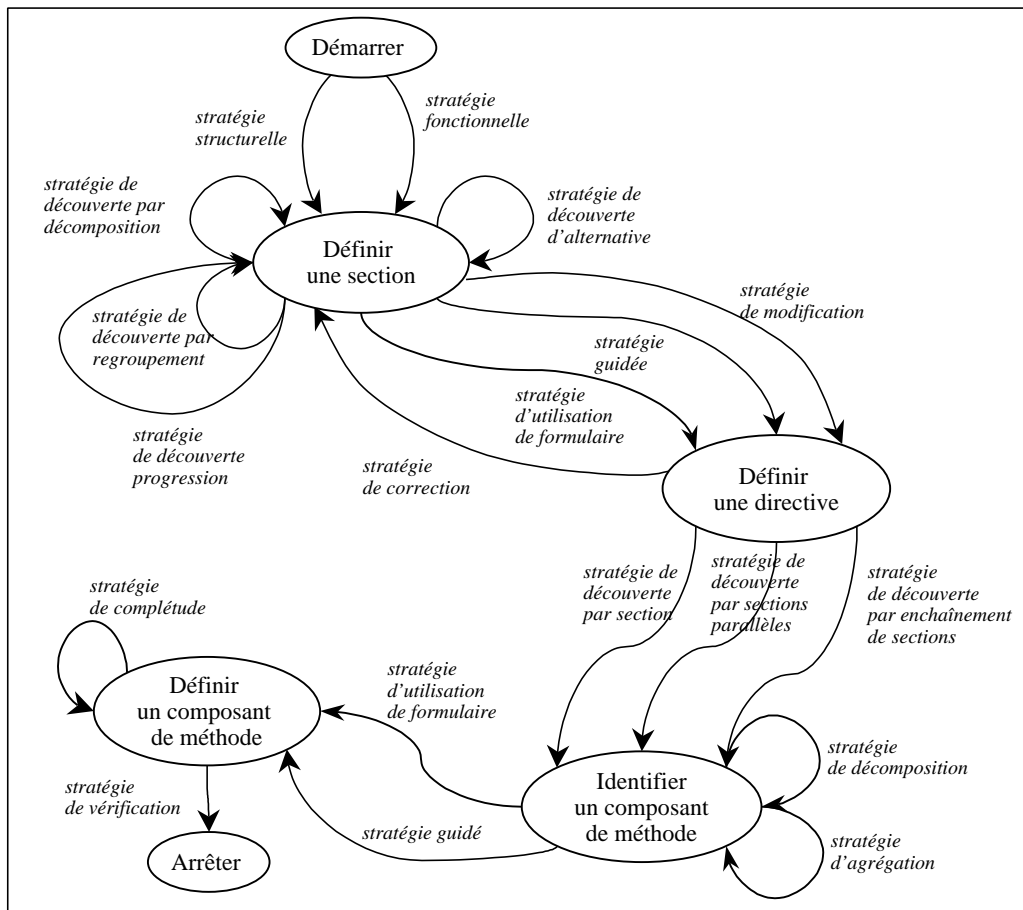 Démarrer
stratégie
structurelle
stratégie
fonctionnelle
stratégie de
découverte par
décomposition
stratégie de
découverte
d'alternative
Définir
une section
stratégie
de modification
stratégie de
découverte par
regroupement
stratégie
guidée
stratégie
d'utilisation
de formulaire
stratégie
de découverte
progression
stratégie
de correction
Définir
une directive
stratégie de
découverte
par section
stratégie de
découverte
par sections
parallèles
stratégie
de découverte
par enchaînement
de sections
stratégie
de complétude
Définir
un composant
de méthode
stratégie
d'utilisation
de formulaire
stratégie
de vérification
stratégie guidé
Identifier
un composant
de méthode
stratégie
de décomposition
stratégie
d'agrégation
Arrêter